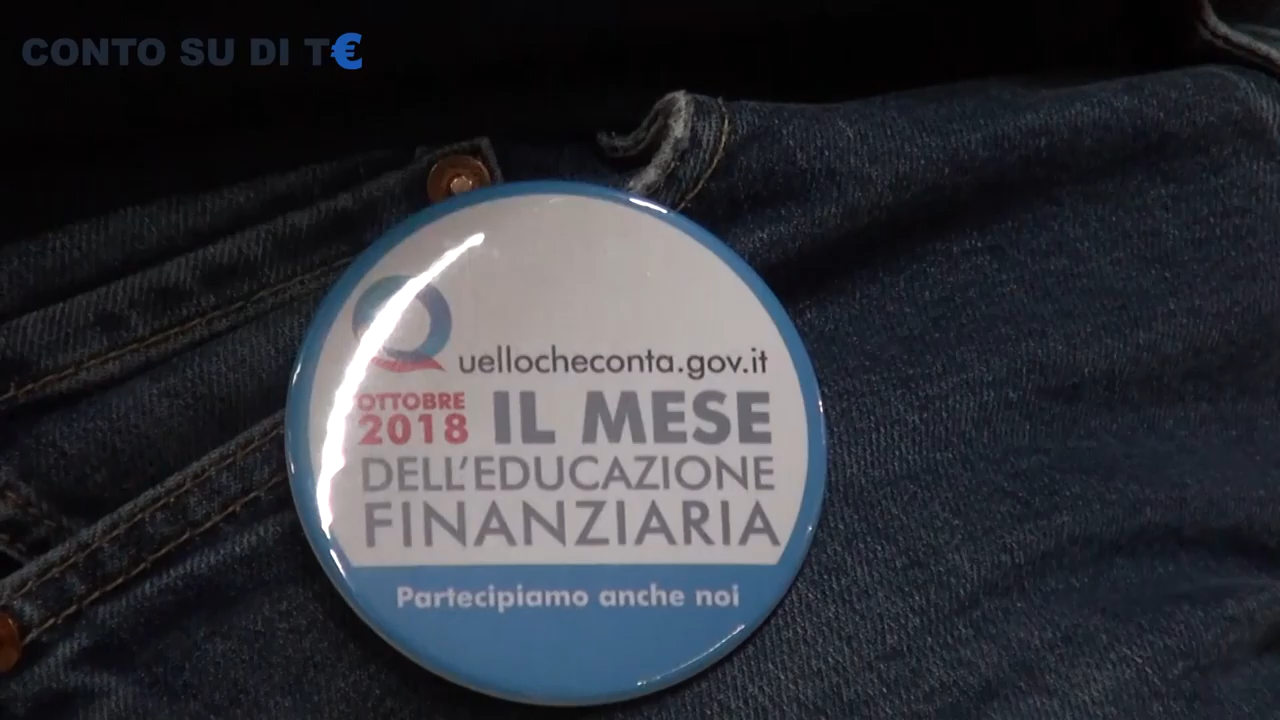 CONTO SU DI T€
Quellocheconta.gov.it
OTTOBRE
2018 IL MESE
DELL'EDUCAZIONE
FINANZIARIA
Partecipiamo anche noi